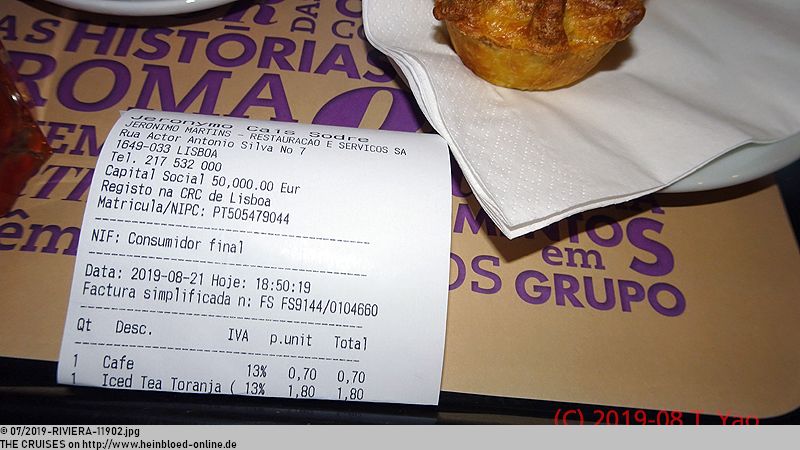 AS HISTÓRIAS
DAS
ROMA
Jeronymo Cais Sodre
JERONIMO MARTINS - RESTAURACAO E SERVICOS SA
Rua Actor Antonio Silva No 7
1649-033 LISBOA
Tel. 217 532 000
Capital Social 50,000.00 Eur
Registo na CRC de Lisboa
Matricula/NIPC: PT505479044
NIF: Consumidor final
Data: 2019-08-21 Hoje: 18:50:19
Factura simplificada n: FS FS9144/0104660
Qt Desc. IVA p.unit Total
1 Cafe 13% 0,70 0,70
1 Iced Tea Toranja ( 13% 1,80 1,80
em
OS GRUPO
(C) 2019-08 T. Yao
© 07/2019-RIVIERA-11902.jpg
THE CRUISES on http://www.heinbloed-online.de